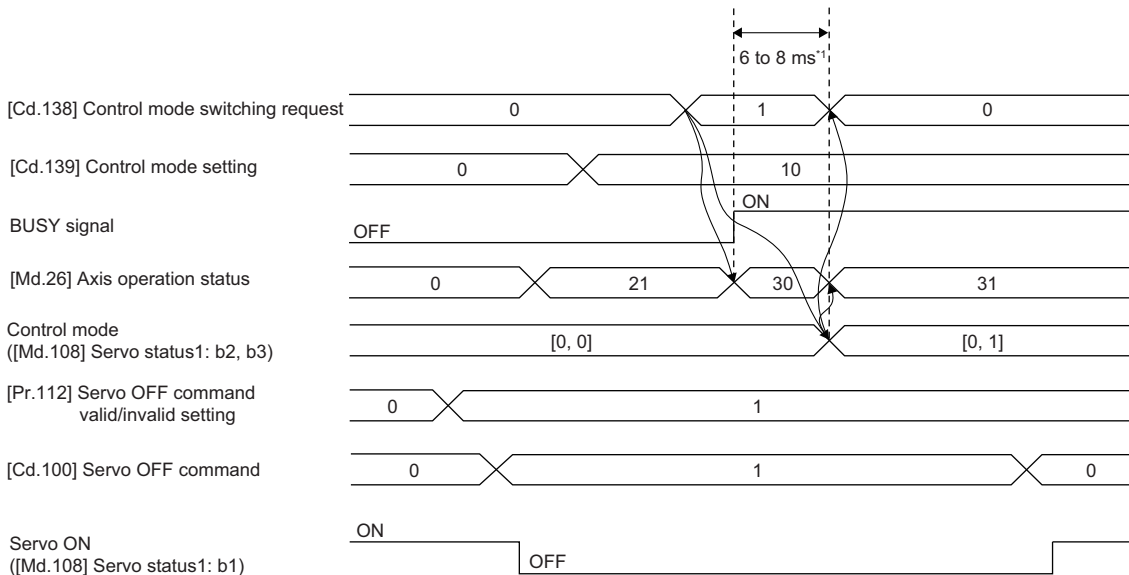 6 to 8 ms*1
[Cd.138] Control mode switching request
0
1
0
[Cd.139] Control mode setting
0
10
BUSY signal
OFF
ON
[Md.26] Axis operation status
0
21
30
31
Control mode
([Md.108] Servo status1: b2, b3)
[0, 0]
[0, 1]
[Pr.112] Servo OFF command
valid/invalid setting
0
1
[Cd.100] Servo OFF command
0
1
0
Servo ON
([Md.108] Servo status1: b1)
ON
OFF